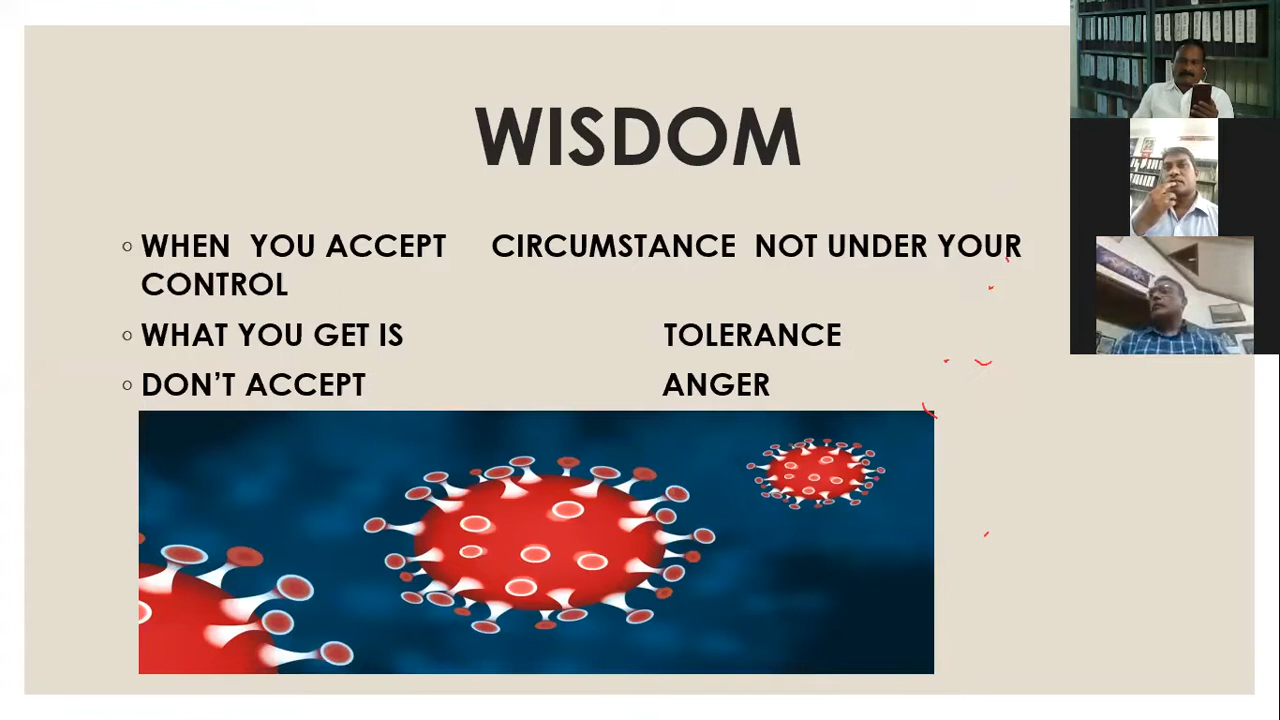 WISDOM
WHEN YOU ACCEPT CIRCUMSTANCE NOT UNDER YOUR
CONTROL
WHAT YOU GET IS TOLERANCE
DON’T ACCEPT ANGER